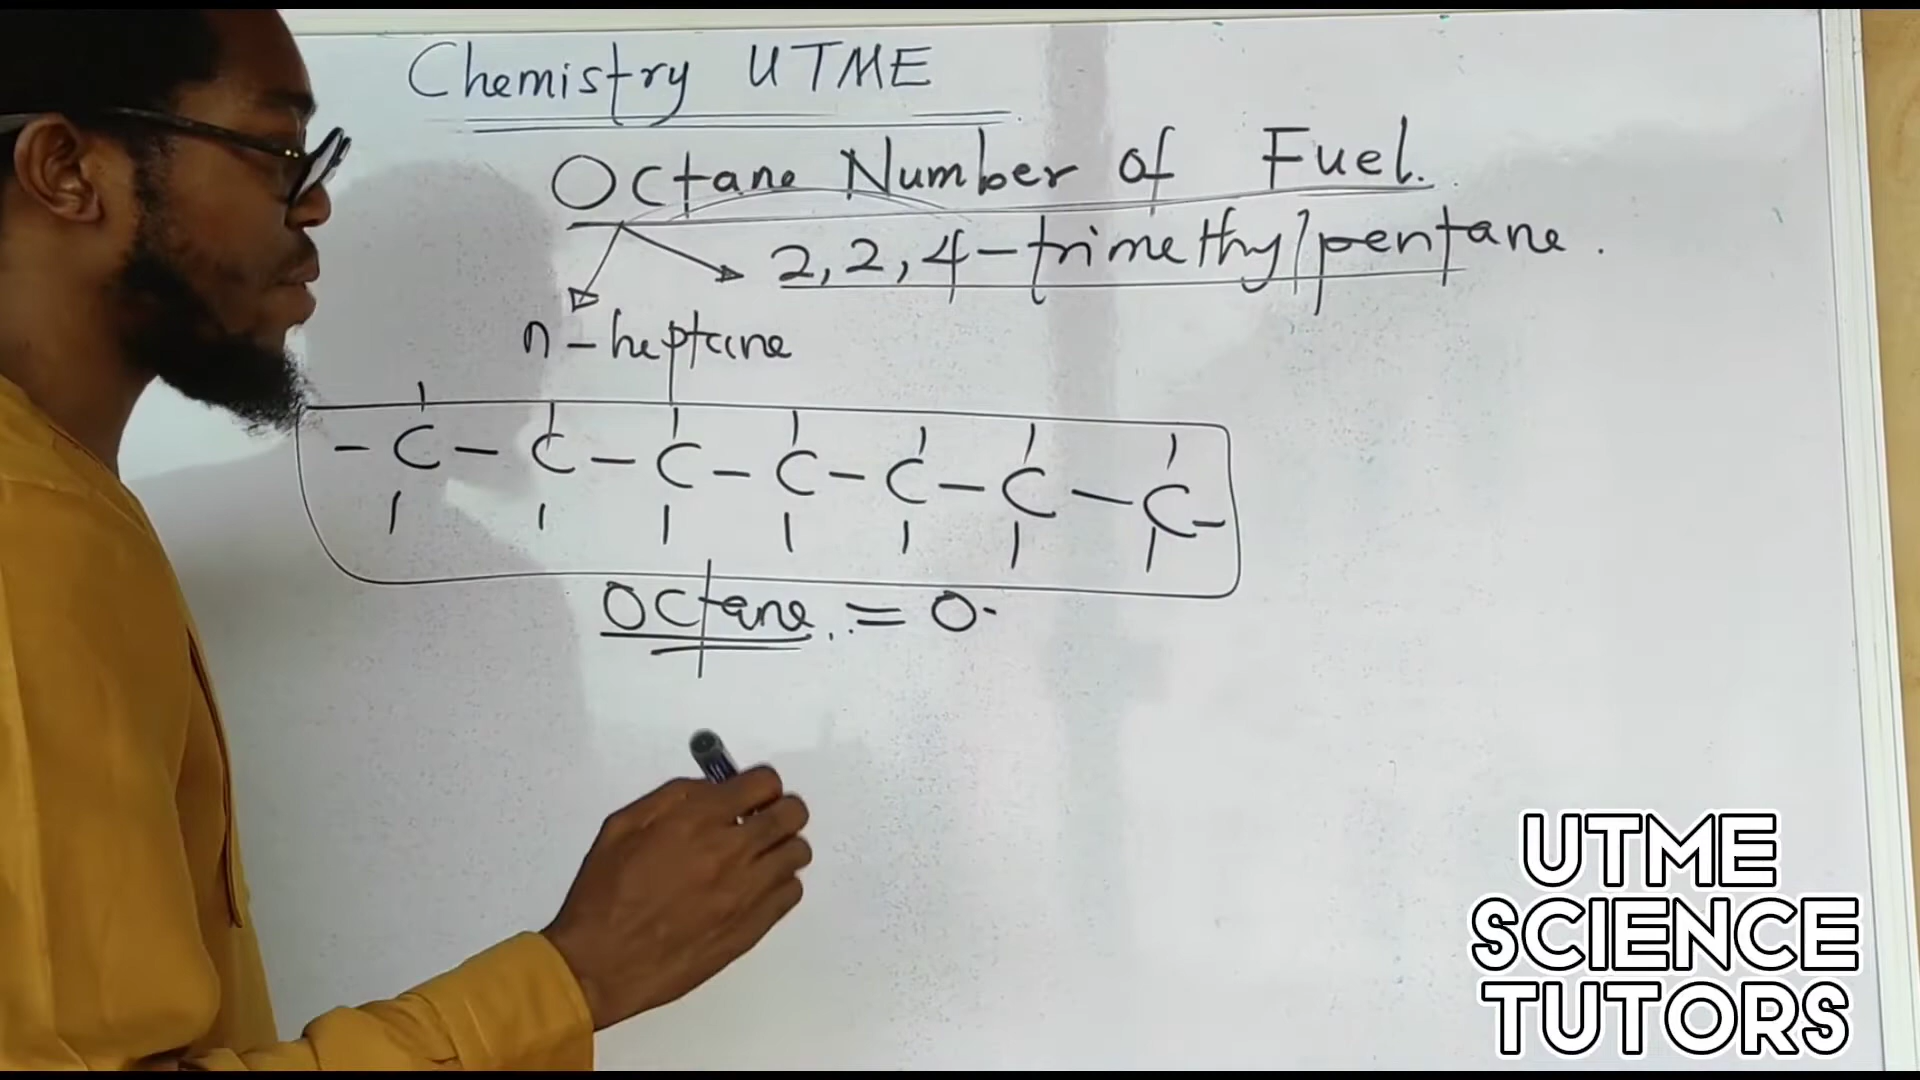 Chemistry UTME
Octane Number of Fuel.
2,2,4-trimethylpentane.
n-heptane
-C-C-C-C-C-C-C-
Octane = 0.
UTME
SCIENCE
TUTORS